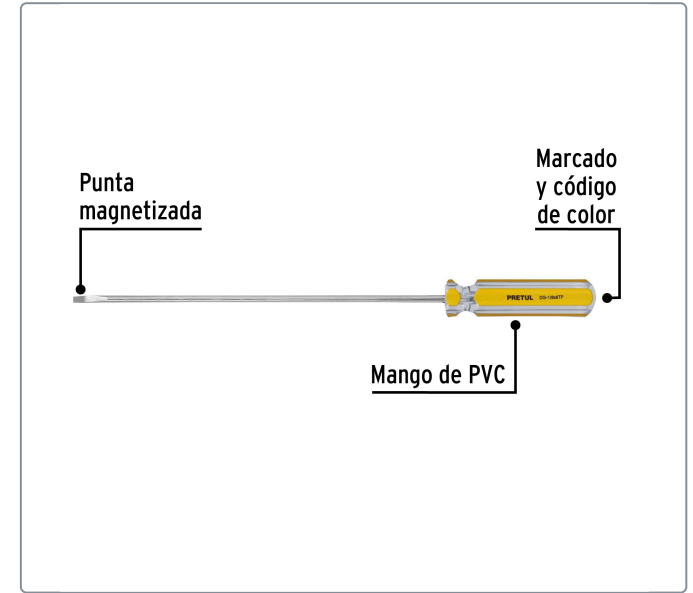 Punta
magnetizada
Marcado
y código
de color
PRETUL
Mango de PVC